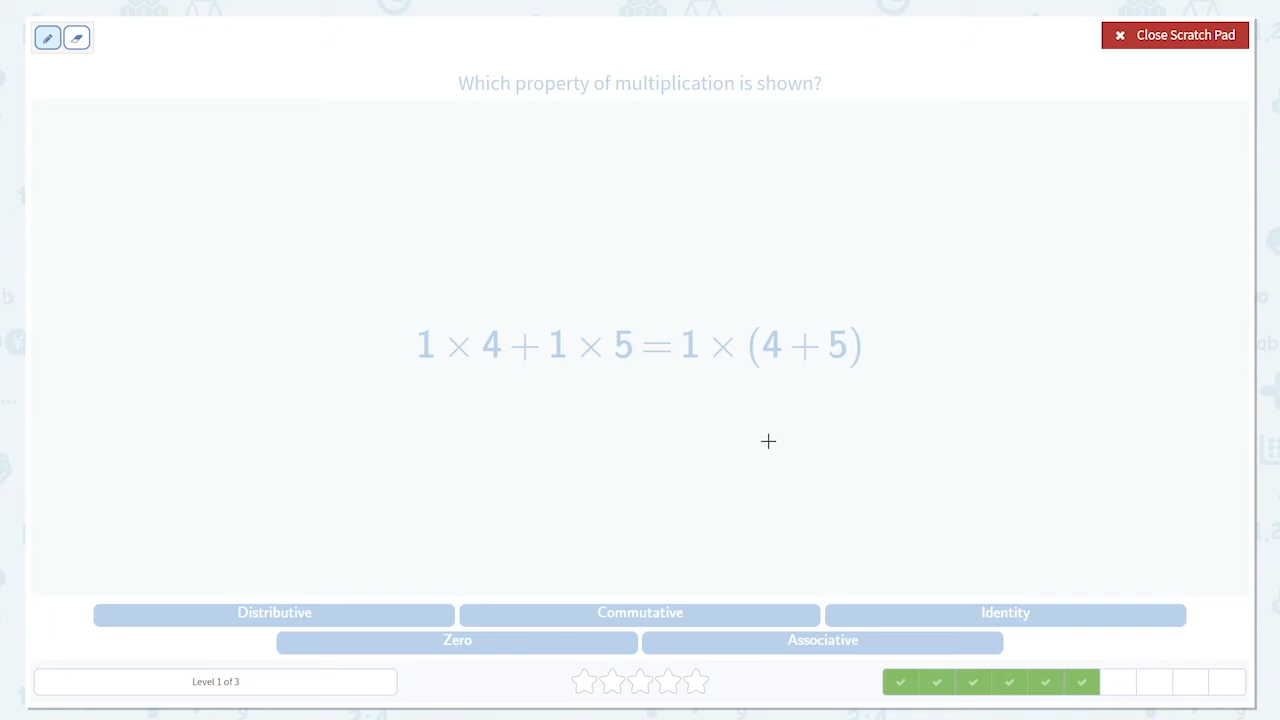 Close Scratch Pad
Which property of multiplication is shown?
1 × 4 + 1 × 5 = 1 × (4 + 5)
Distributive
Commutative
Identity
Zero
Associative
Level 1 of 3